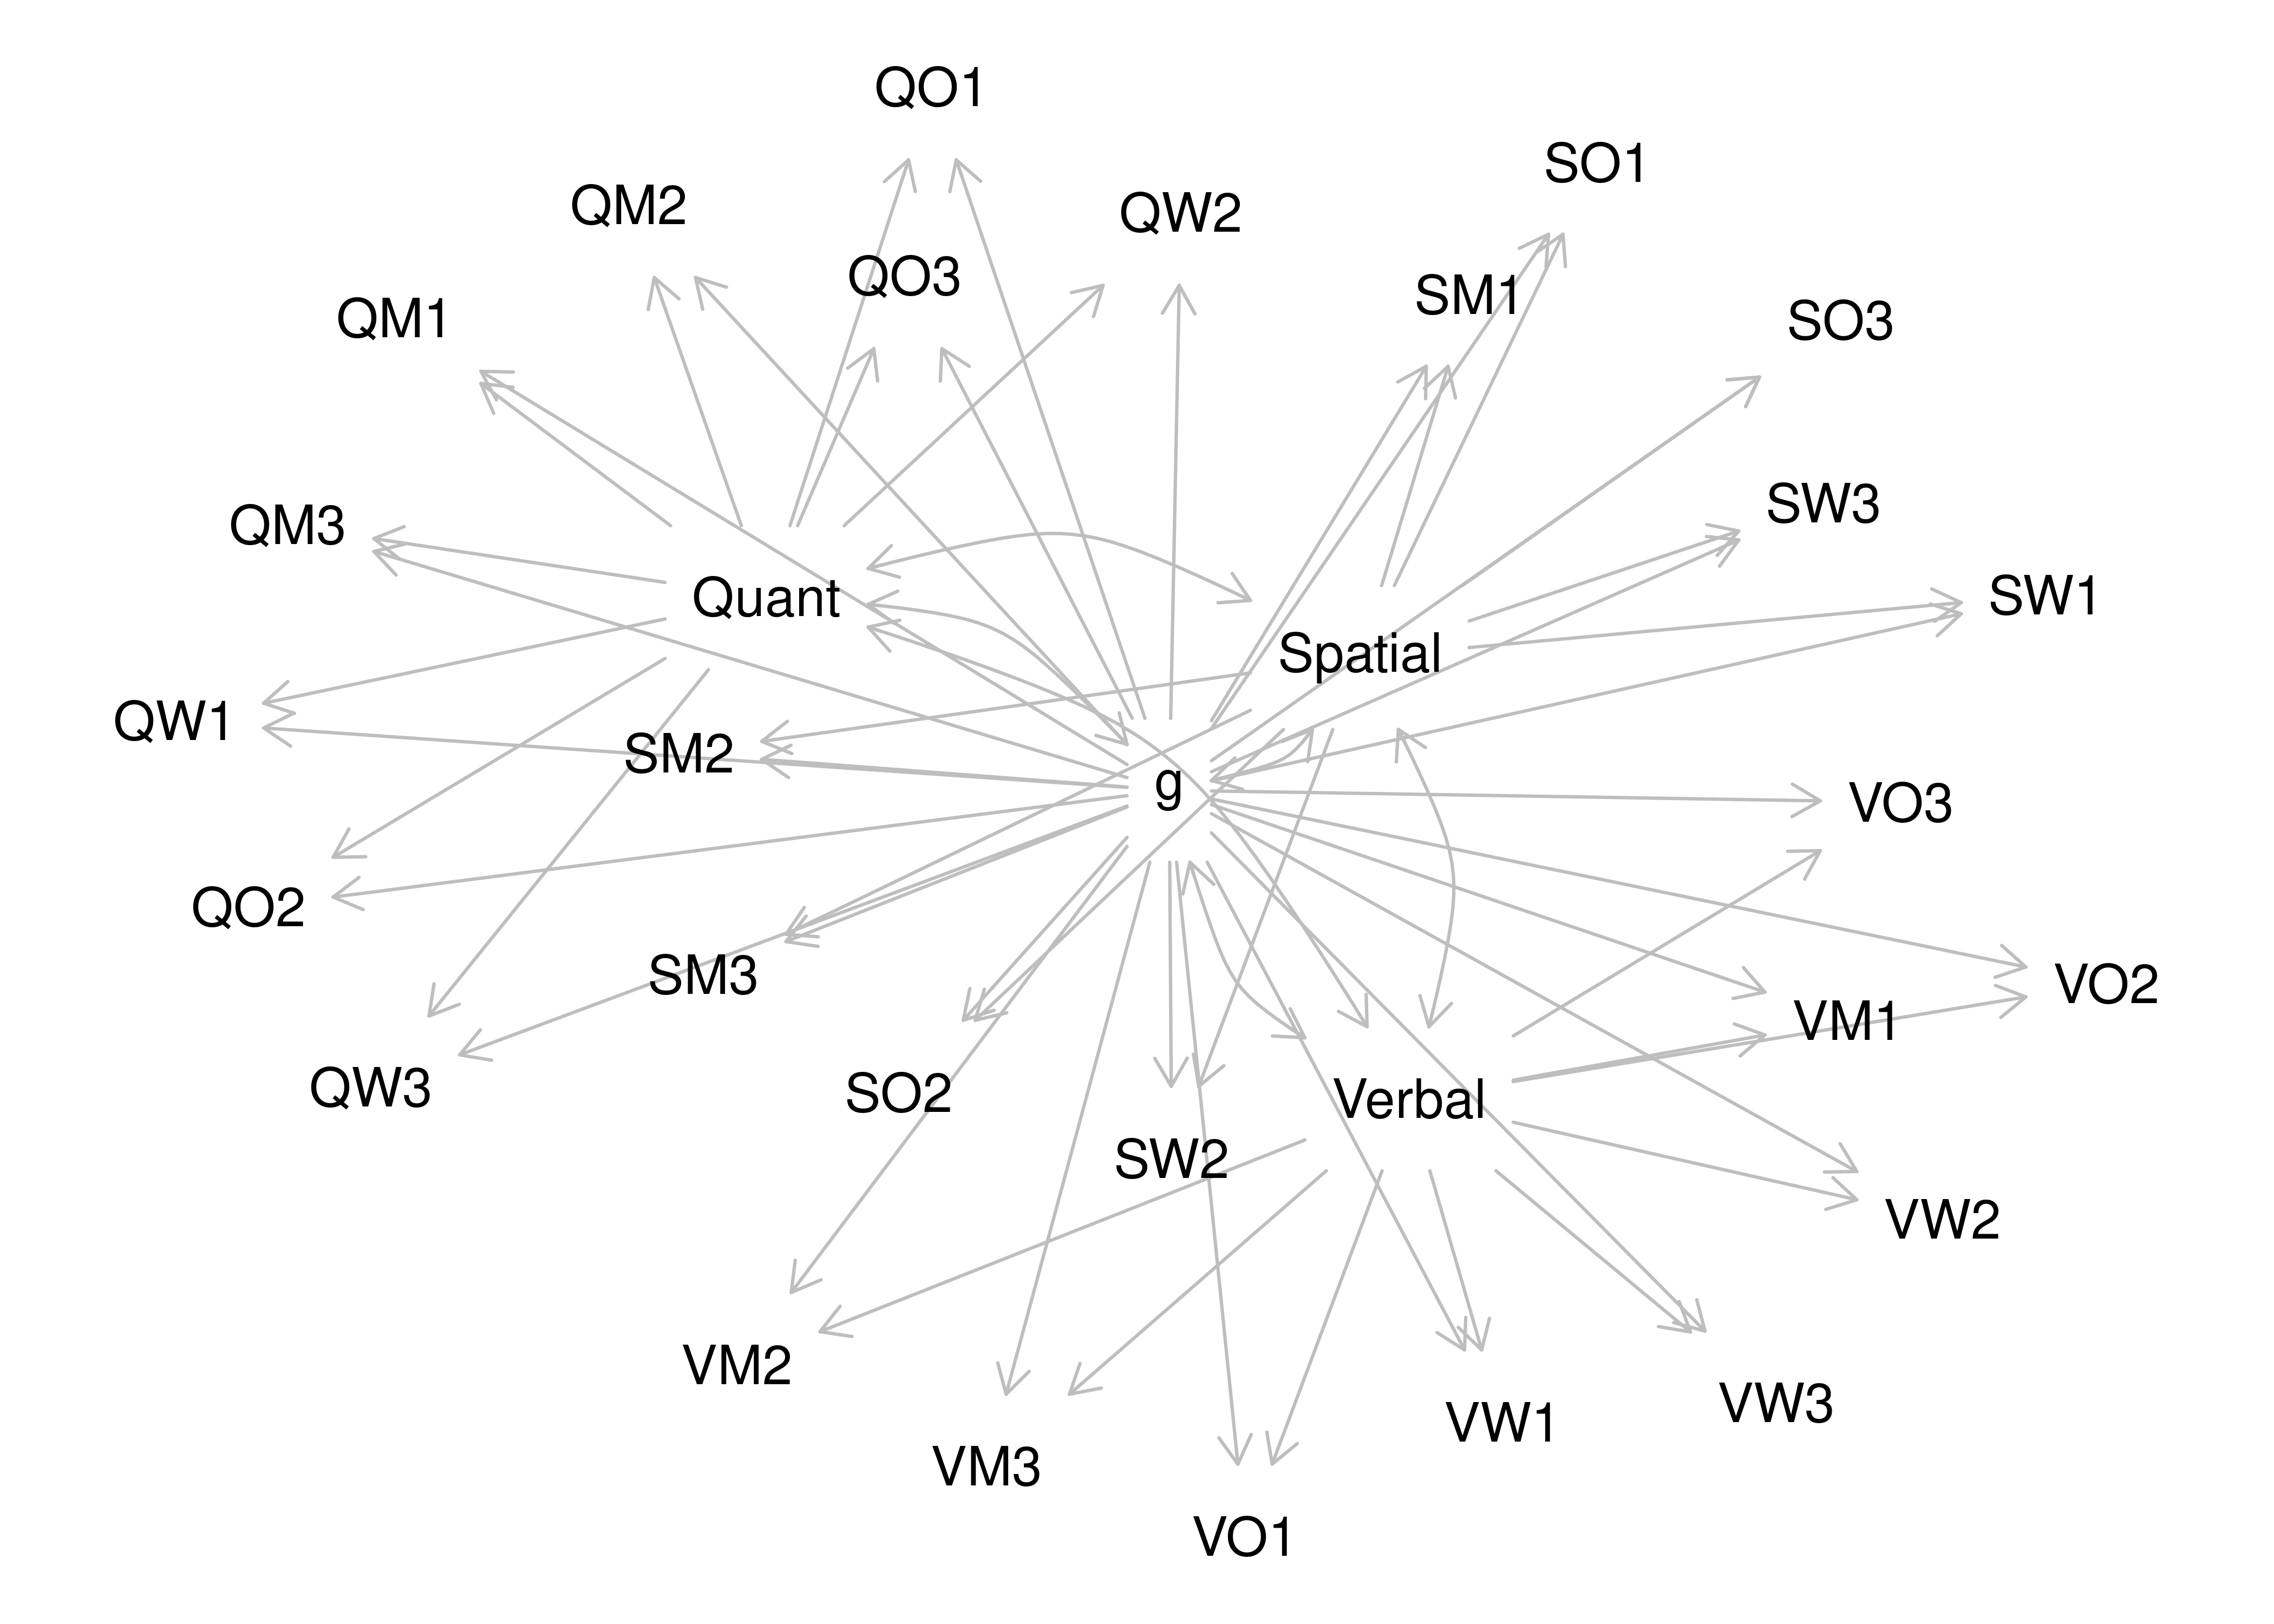 QO1
SO1
QM2
QW2
QO3
SM1
QM1
SO3
SW3
QM3
Quant
SW1
Spatial
QW1
SM2
g
VO3
QO2
SM3
VO2
VM1
QW3
SO2
Verbal
SW2
VW2
VM2
VW3
VW1
VM3
VO1